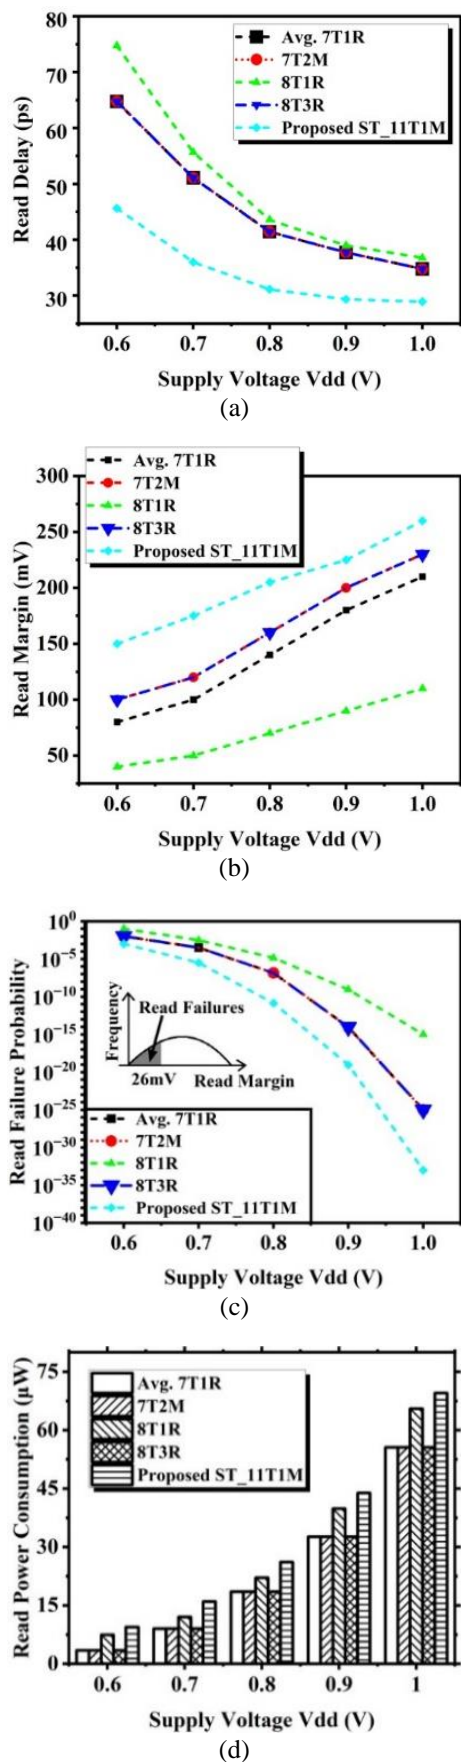 80
70
60
50
40
30
Read Delay (ps)
Avg. 7T1R
7T2M
8T1R
8T3R
Proposed ST_11T1M
0.6 0.7 0.8 0.9 1.0
Supply Voltage Vdd (V)
(a)
300
250
200
150
100
50
Read Margin (mV)
Avg. 7T1R
7T2M
8T1R
8T3R
Proposed ST_11T1M
0.6 0.7 0.8 0.9 1.0
Supply Voltage Vdd (V)
(b)
10⁰
10⁻⁵
10⁻¹⁰
10⁻¹⁵
10⁻²⁰
10⁻²⁵
10⁻³⁰
10⁻³⁵
10⁻⁴⁰
Read Failure Probability
Frequency
Read Failures
26mV Read Margin
Avg. 7T1R
7T2M
8T1R
8T3R
Proposed ST_11T1M
0.6 0.7 0.8 0.9 1.0
Supply Voltage Vdd (V)
(c)
75
60
45
30
15
0
Read Power Consumption (µW)
Avg. 7T1R
7T2M
8T1R
8T3R
Proposed ST_11T1M
0.6 0.7 0.8 0.9 1
Supply Voltage Vdd (V)
(d)